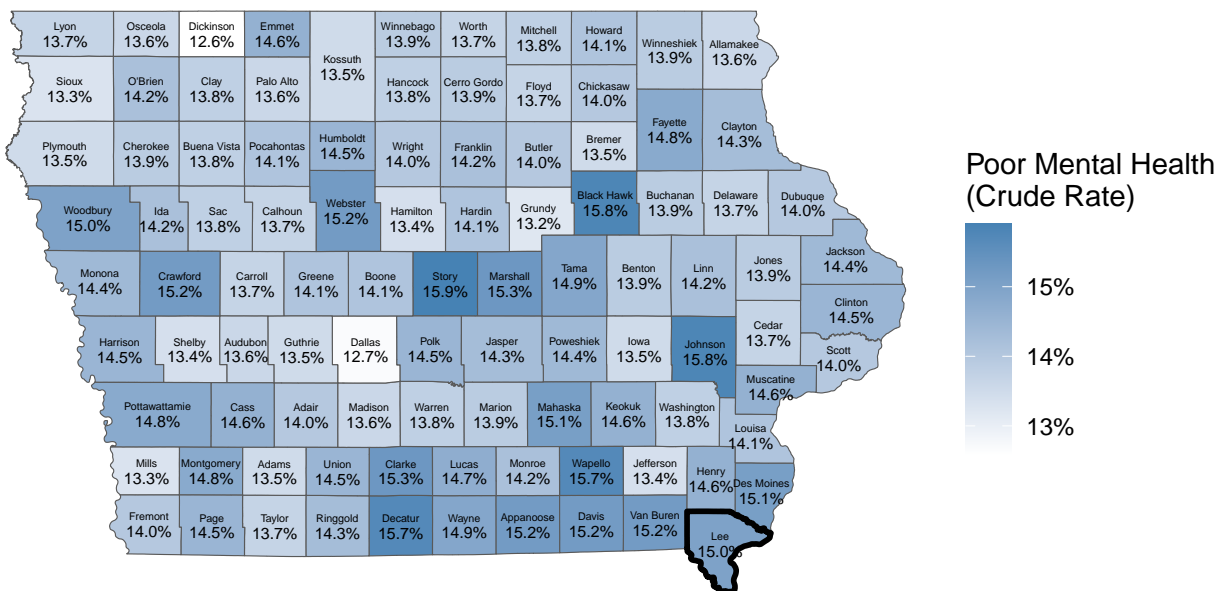 Lyon
13.7%
Osceola
13.6%
Dickinson
12.6%
Emmet
14.6%
Kossuth
13.5%
Winnebago
13.9%
Worth
13.7%
Mitchell
13.8%
Howard
14.1%
Winneshiek
13.9%
Allamakee
13.6%
Sioux
13.3%
O'Brien
14.2%
Clay
13.8%
Palo Alto
13.6%
Hancock
13.8%
Cerro Gordo
13.9%
Floyd
13.7%
Chickasaw
14.0%
Fayette
14.8%
Clayton
14.3%
Plymouth
13.5%
Cherokee
13.9%
Buena Vista
13.8%
Pocahontas
14.1%
Humboldt
14.5%
Wright
14.0%
Franklin
14.2%
Butler
14.0%
Bremer
13.5%
Woodbury
15.0%
Ida
14.2%
Sac
13.8%
Calhoun
13.7%
Webster
15.2%
Hamilton
13.4%
Hardin
14.1%
Grundy
13.2%
Black Hawk
15.8%
Buchanan
13.9%
Delaware
13.7%
Dubuque
14.0%
Monona
14.4%
Crawford
15.2%
Carroll
13.7%
Greene
14.1%
Boone
14.1%
Story
15.9%
Marshall
15.3%
Tama
14.9%
Benton
13.9%
Linn
14.2%
Jones
13.9%
Jackson
14.4%
Clinton
14.5%
Harrison
14.5%
Shelby
13.4%
Audubon
13.6%
Guthrie
13.5%
Dallas
12.7%
Polk
14.5%
Jasper
14.3%
Poweshiek
14.4%
Iowa
13.5%
Johnson
15.8%
Cedar
13.7%
Scott
14.0%
Muscatine
14.6%
Pottawattamie
14.8%
Cass
14.6%
Adair
14.0%
Madison
13.6%
Warren
13.8%
Marion
13.9%
Mahaska
15.1%
Keokuk
14.6%
Washington
13.8%
Louisa
14.1%
Mills
13.3%
Montgomery
14.8%
Adams
13.5%
Union
14.5%
Clarke
15.3%
Lucas
14.7%
Monroe
14.2%
Wapello
15.7%
Jefferson
13.4%
Henry
14.6%
Des Moines
15.1%
Fremont
14.0%
Page
14.5%
Taylor
13.7%
Ringgold
14.3%
Decatur
15.7%
Wayne
14.9%
Appanoose
15.2%
Davis
15.2%
Van Buren
15.2%
Lee
15.0%
Poor Mental Health
(Crude Rate)
15%
14%
13%